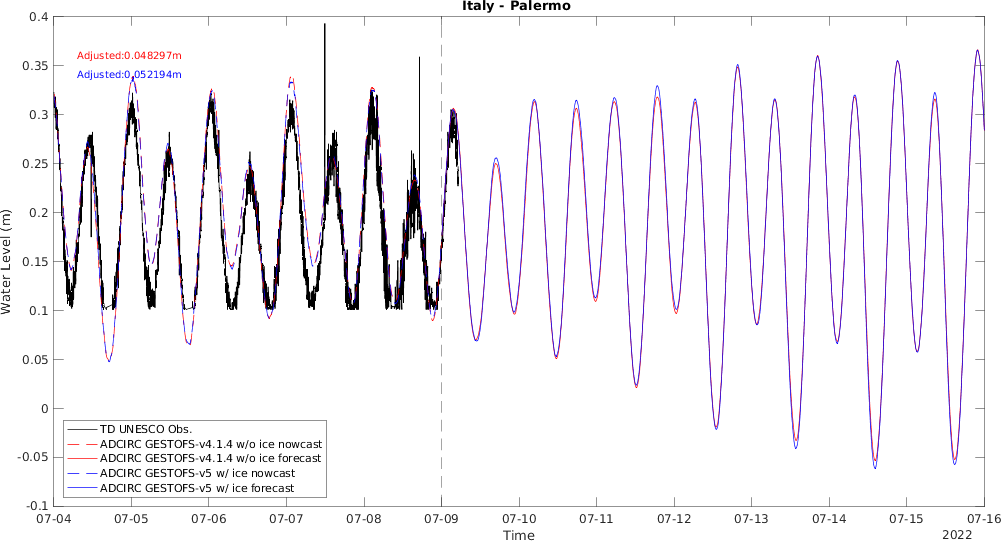 Italy - Palermo
0.4
0.35
0.3
0.25
0.2
0.15
0.1
0.05
0
-0.05
-0.1
Water Level (m)
Adjusted:0.048297m
Adjusted:0.052194m
TD UNESCO Obs.
ADCIRC GESTOFS-v4.1.4 w/o ice nowcast
ADCIRC GESTOFS-v4.1.4 w/o ice forecast
ADCIRC GESTOFS-v5 w/ ice nowcast
ADCIRC GESTOFS-v5 w/ ice forecast
07-04 07-05 07-06 07-07 07-08 07-09 07-10 07-11 07-12 07-13 07-14 07-15 07-16
Time
2022